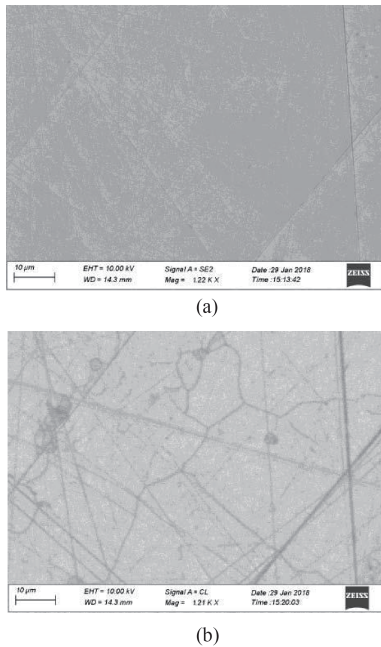 10 µm
EHT = 10.00 kV
Signal A = SE2
Date :29 Jan 2018
WD = 14.3 mm
Mag = 1.22 K X
Time :15:13:42
ZEISS
(a)
10 µm
EHT = 10.00 kV
Signal A = CL
Date :29 Jan 2018
WD = 14.3 mm
Mag = 1.21 K X
Time :15:20:03
ZEISS
(b)